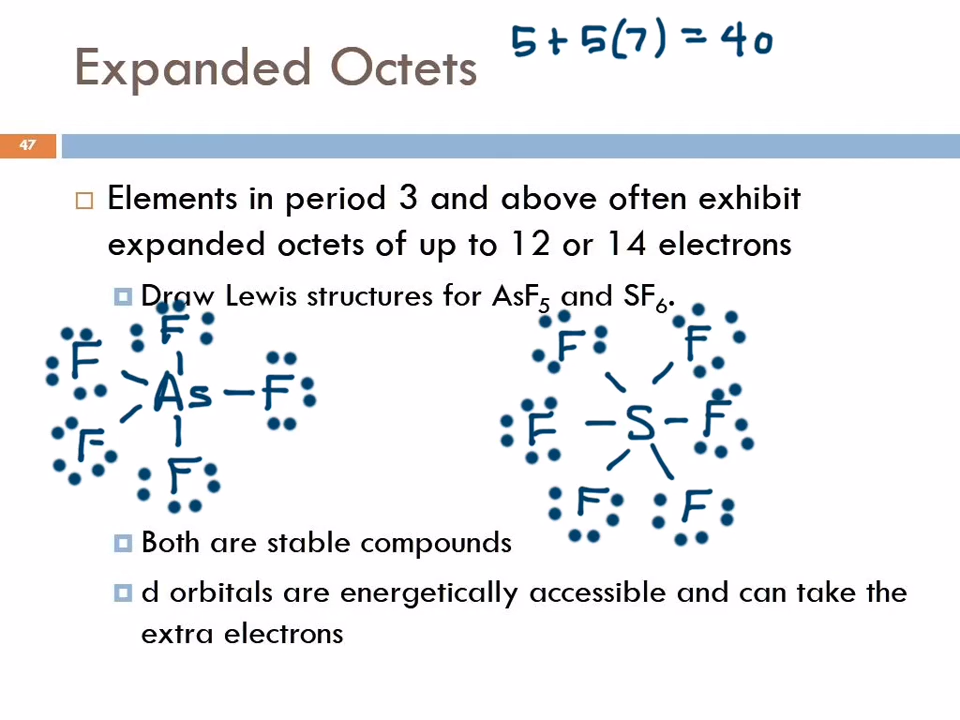 5 + 5(7) = 40
Expanded Octets
47
Elements in period 3 and above often exhibit
expanded octets of up to 12 or 14 electrons
Draw Lewis structures for AsF5 and SF6.
F F
F As F
F F
F F
F S F
F F
Both are stable compounds
d orbitals are energetically accessible and can take the
extra electrons